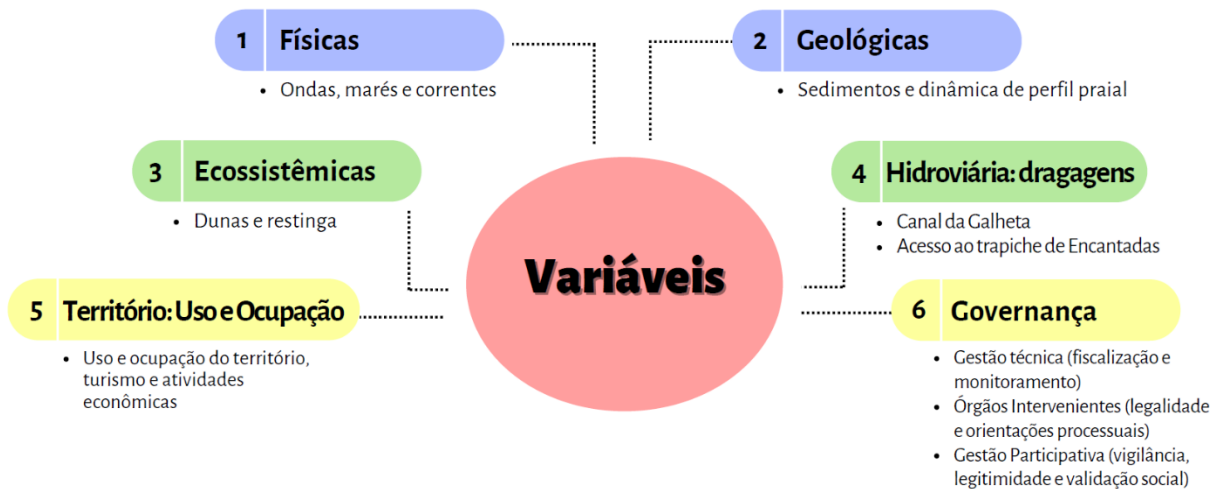 1 Físicas
• Ondas, marés e correntes
2 Geológicas
• Sedimentos e dinâmica de perfil praial
3 Ecossistêmicas
• Dunas e restinga
4 Hidroviária: dragagens
• Canal da Galheta
• Acesso ao trapiche de Encantadas
Variáveis
5 Território: Uso e Ocupação
• Uso e ocupação do território,
turismo e atividades
econômicas
6 Governança
• Gestão técnica (fiscalização e
monitoramento)
• Órgãos Intervenientes (legalidade
e orientações processuais)
• Gestão Participativa (vigilância,
legitimidade e validação social)